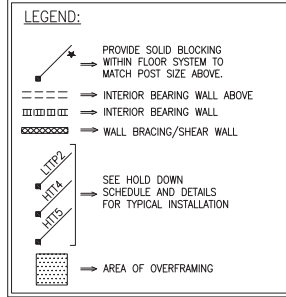 LEGEND:
PROVIDE SOLID BLOCKING
WITHIN FLOOR SYSTEM TO
MATCH POST SIZE ABOVE.
INTERIOR BEARING WALL ABOVE
INTERIOR BEARING WALL
WALL BRACING/SHEAR WALL
LTTP2
HTT4
HTT5
SEE HOLD DOWN
SCHEDULE AND DETAILS
FOR TYPICAL INSTALLATION
AREA OF OVERFRAMING